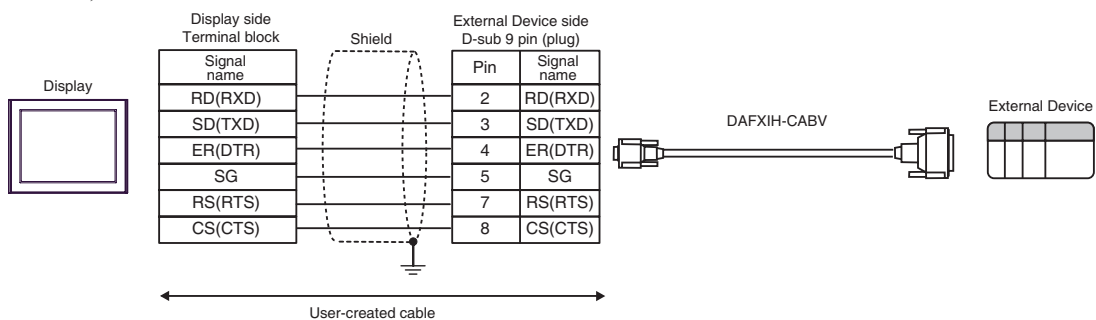 Display side
Terminal block
Shield
External Device side
D-sub 9 pin (plug)
Signal
name
Pin
Signal
name
Display
RD(RXD)
2
RD(RXD)
SD(TXD)
3
SD(TXD)
ER(DTR)
4
ER(DTR)
SG
5
SG
RS(RTS)
7
RS(RTS)
CS(CTS)
8
CS(CTS)
DAFXIH-CABV
External Device
User-created cable